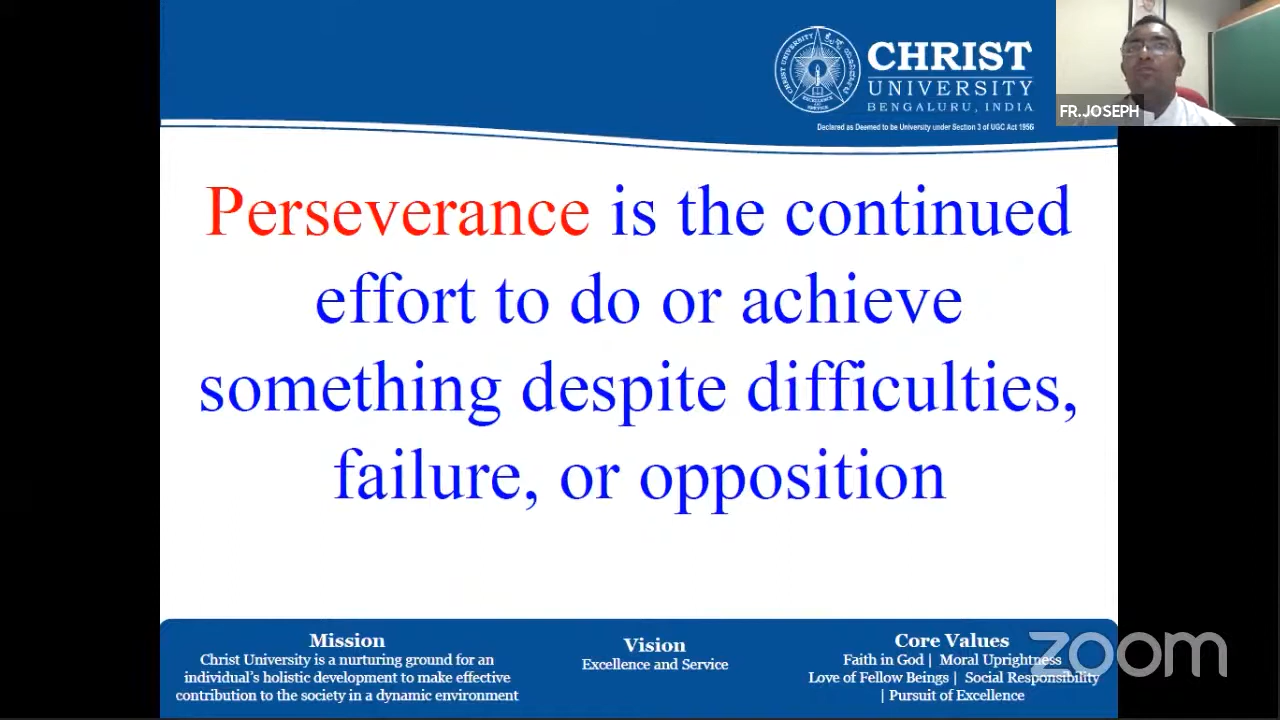 CHRIST
UNIVERSITY
BENGALURU, INDIA
Declared as Deemed to be University under Section 3 of UGC Act 1956
FR.JOSEPH
Perseverance is the continued
effort to do or achieve
something despite difficulties,
failure, or opposition
Mission
Christ University is a nurturing ground for an
individual's holistic development to make effective
contribution to the society in a dynamic environment
Vision
Excellence and Service
Core Values
Faith in God | Moral Uprightness
Love of Fellow Beings | Social Responsibility
| Pursuit of Excellence
zoom